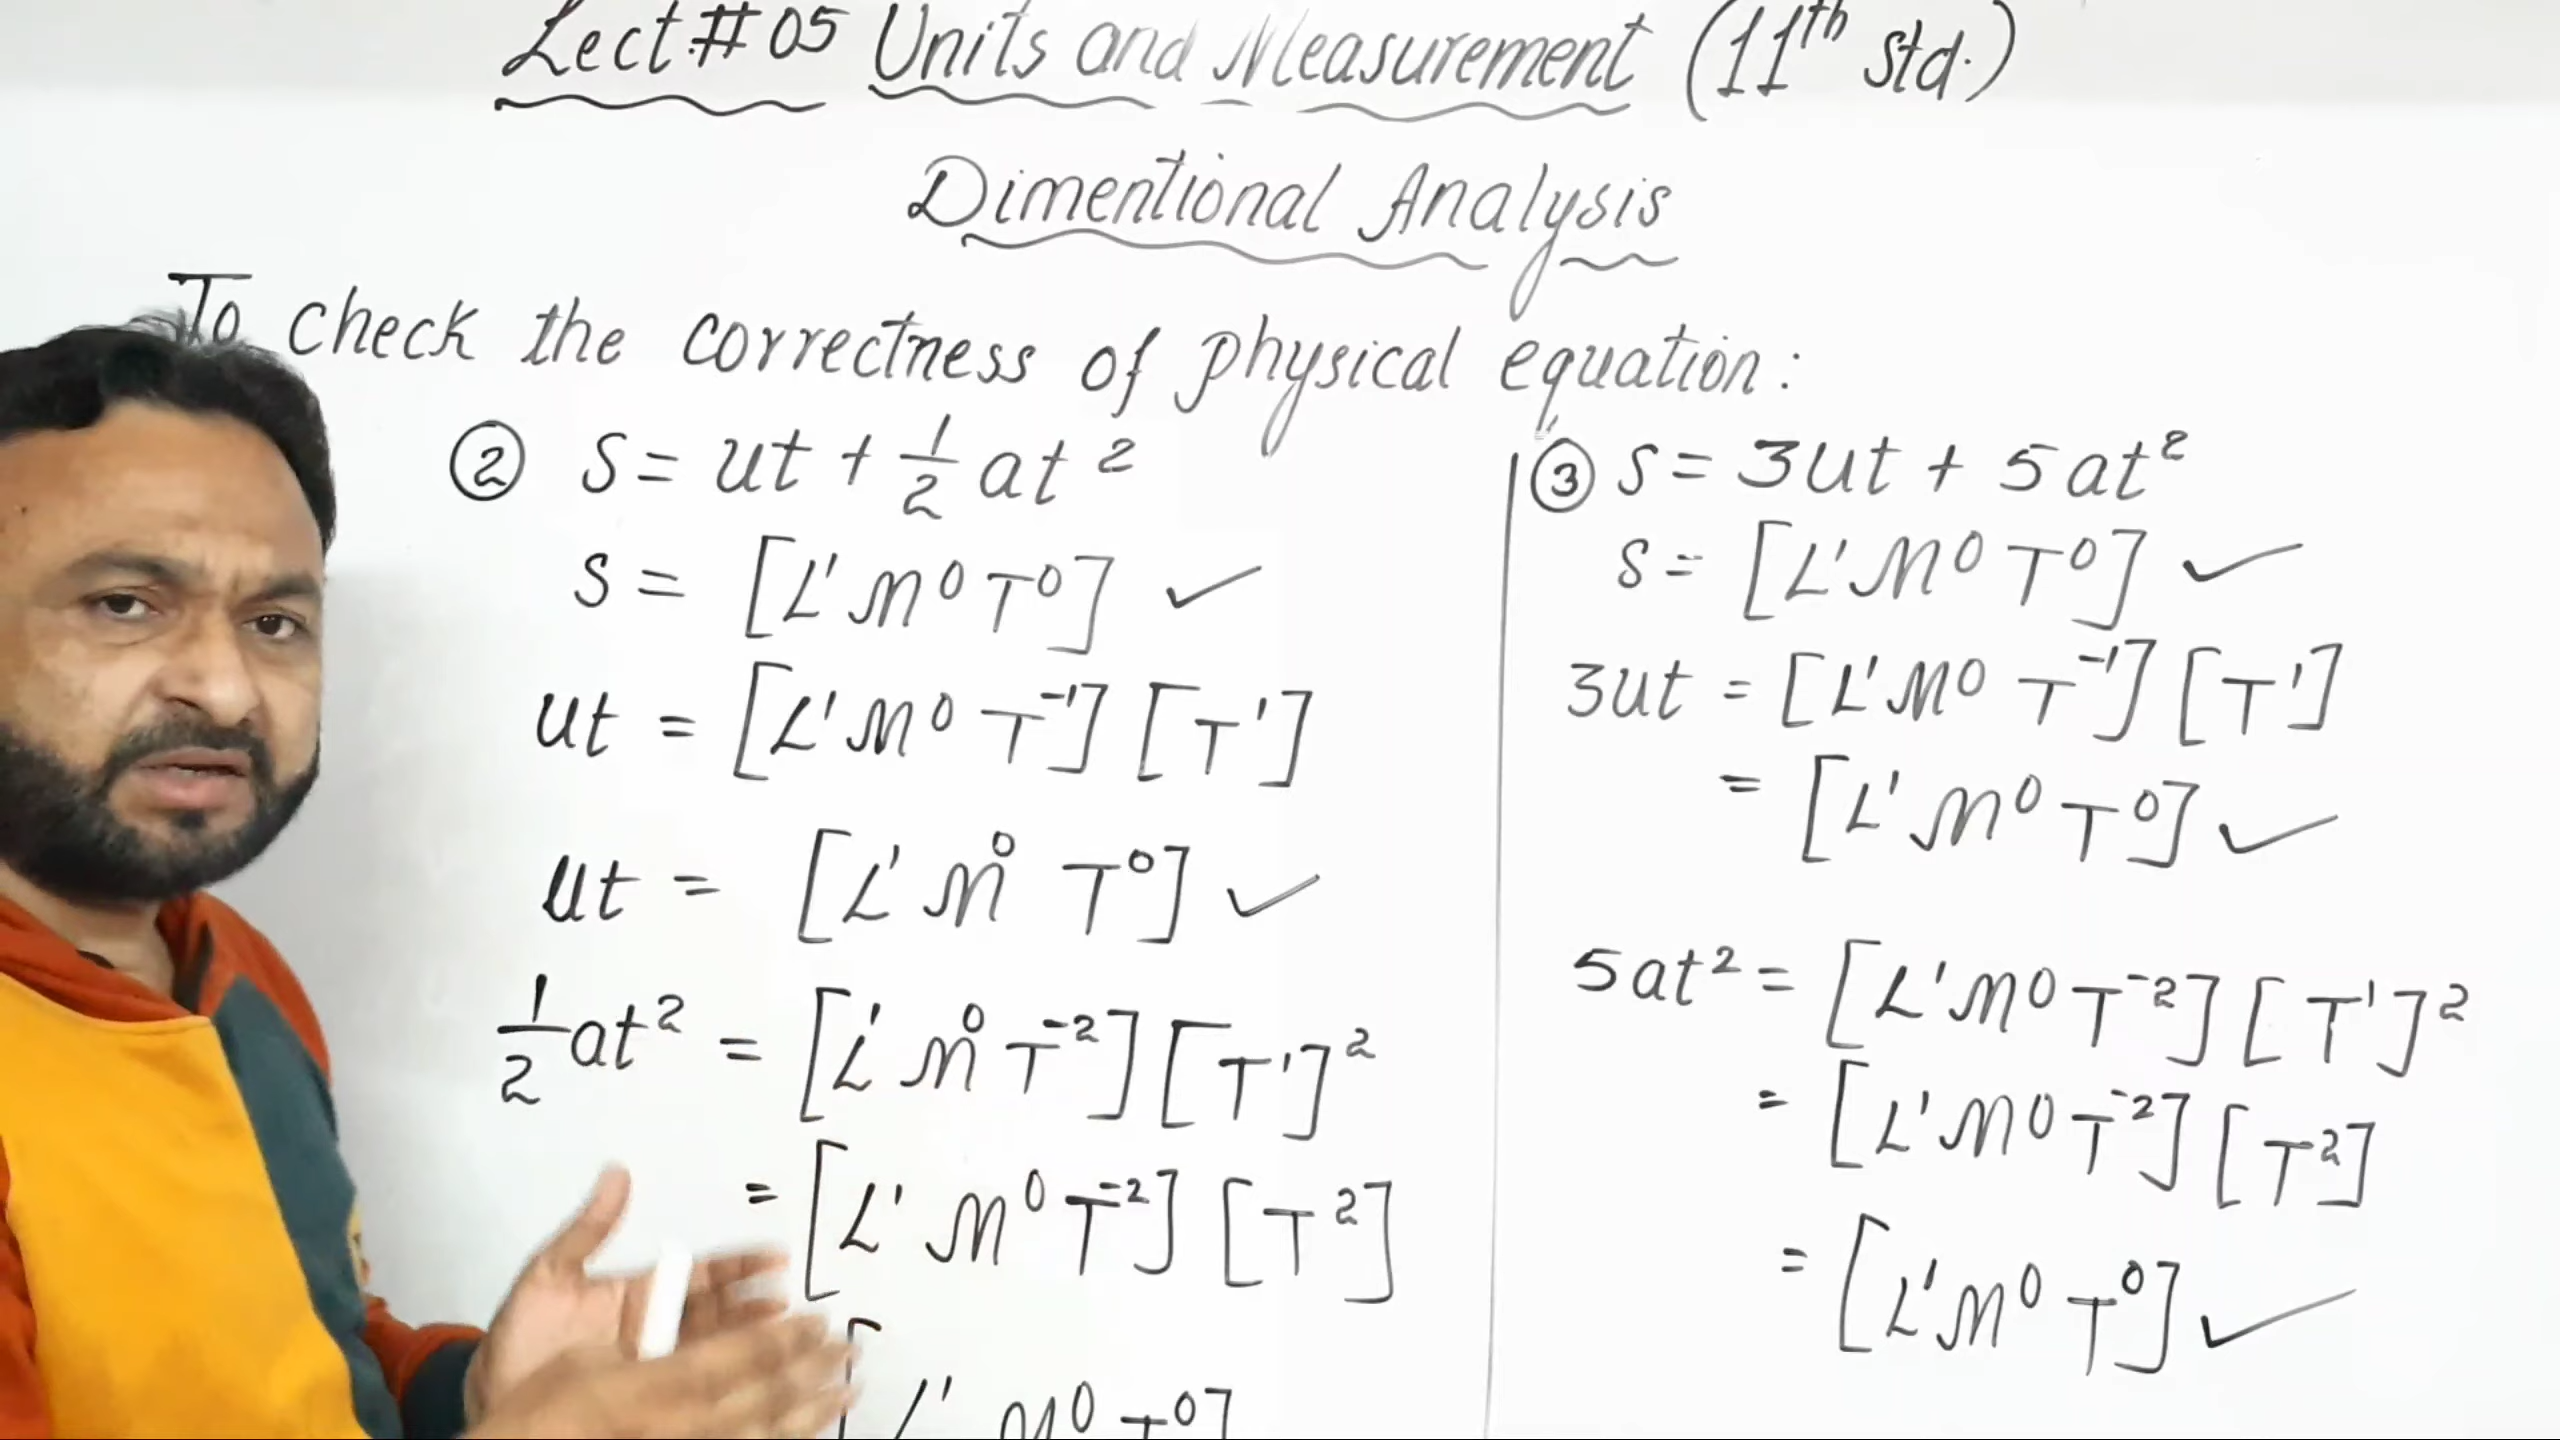 Lect.#05 Units and Measurement (11th std.)
Dimentional Analysis
To check the correctness of physical equation:
② S = ut + 1/2 at²
S = [L¹M⁰T⁰] ✓
ut = [L¹M⁰T⁻¹] [T¹]
ut = [L¹M⁰T⁰] ✓
1/2 at² = [L¹M⁰T⁻²] [T¹]²
= [L¹M⁰T⁻²] [T²]
[L¹M⁰T⁰]
③ S = 3ut + 5at²
S = [L¹M⁰T⁰] ✓
3ut = [L¹M⁰T⁻¹] [T¹]
= [L¹M⁰T⁰] ✓
5at² = [L¹M⁰T⁻²] [T¹]²
= [L¹M⁰T⁻²] [T²]
= [L¹M⁰T⁰] ✓